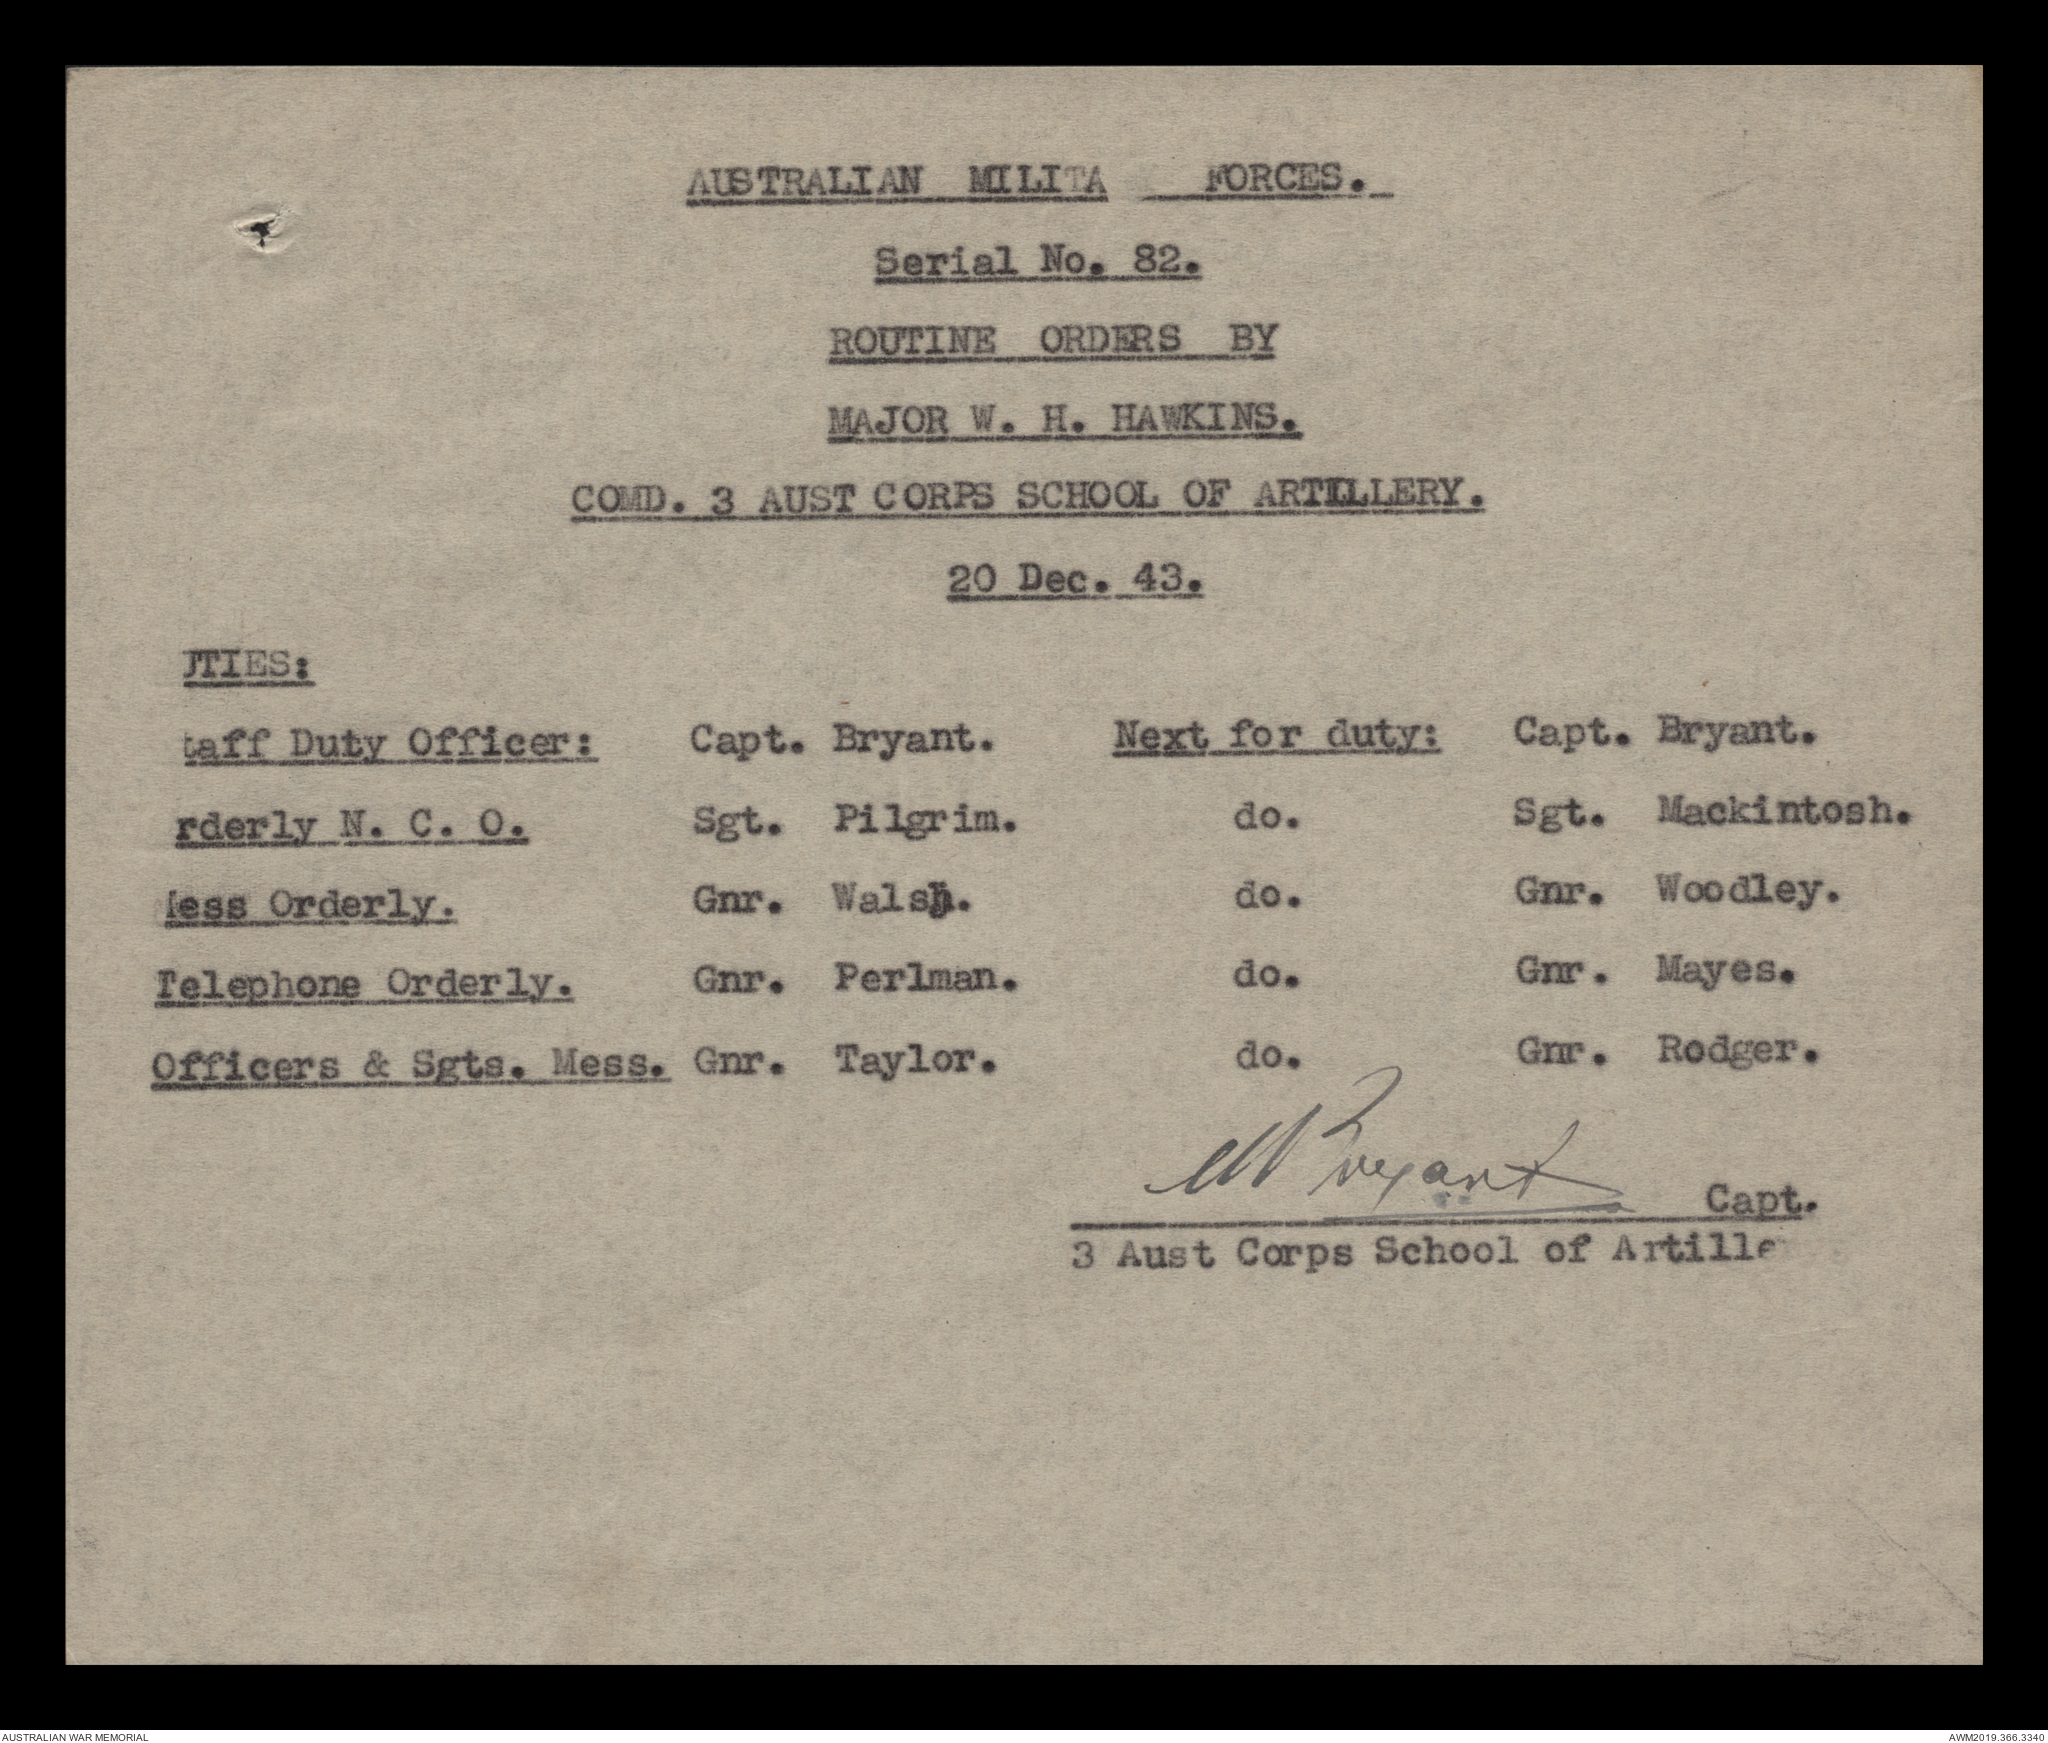 AUSTRALIAN MILITA FORCES.
Serial No. 82.
ROUTINE ORDERS BY
MAJOR W. H. HAWKINS.
COMD. 3 AUST CORPS SCHOOL OF ARTILLERY.
20 Dec. 43.
UTIES:
taff Duty Officer: Capt. Bryant. Next for duty: Capt. Bryant.
rderly N. C. O. Sgt. Pilgrim. do. Sgt. Mackintosh.
Mess Orderly. Gnr. Walsh. do. Gnr. Woodley.
Telephone Orderly. Gnr. Perlman. do. Gnr. Mayes.
Officers & Sgts. Mess. Gnr. Taylor. do. Gnr. Rodger.
Bryant Capt.
3 Aust Corps School of Artille
AUSTRALIAN WAR MEMORIAL AWM2019.366.3340